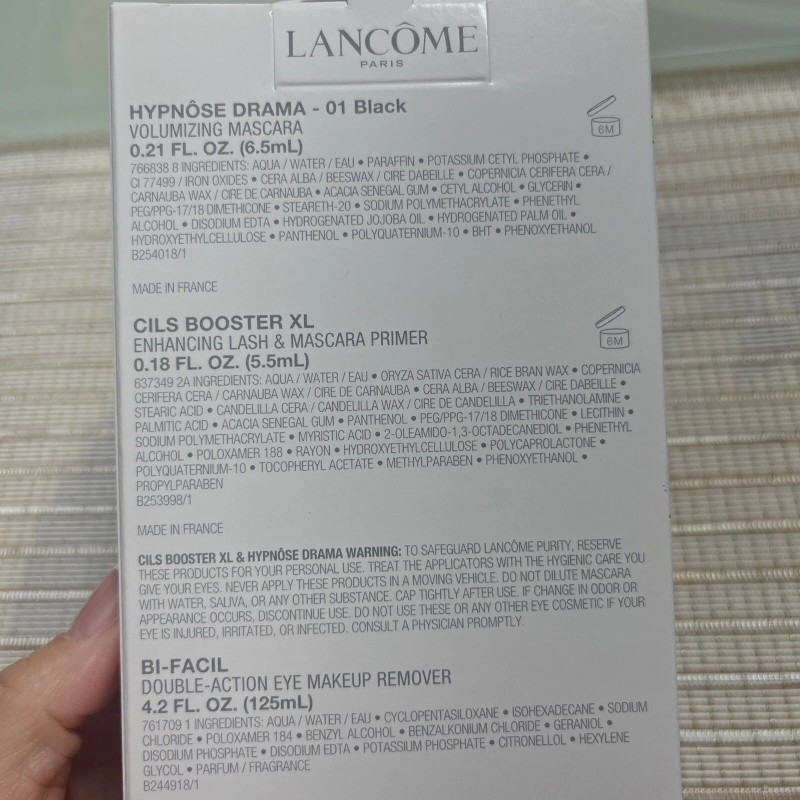 LANCÔME
PARIS
HYPNÔSE DRAMA - 01 Black
VOLUMIZING MASCARA
0.21 FL. OZ. (6.5mL)
6M
766838 8 INGREDIENTS: AQUA / WATER / EAU • PARAFFIN • POTASSIUM CETYL PHOSPHATE •
CI 77499 / IRON OXIDES • CERA ALBA / BEESWAX / CIRE DABEILLE • COPERNICIA CERIFERA CERA /
CARNAUBA WAX / CIRE DE CARNAUBA • ACACIA SENEGAL GUM • CETYL ALCOHOL • GLYCERIN •
PEG/PPG-17/18 DIMETHICONE • STEARETH-20 • SODIUM POLYMETHACRYLATE • PHENETHYL
ALCOHOL • DISODIUM EDTA • HYDROGENATED JOJOBA OIL • HYDROGENATED PALM OIL •
HYDROXYETHYLCELLULOSE • PANTHENOL • POLYQUATERNIUM-10 • BHT • PHENOXYETHANOL
B254018/1
MADE IN FRANCE
CILS BOOSTER XL
ENHANCING LASH & MASCARA PRIMER
0.18 FL. OZ. (5.5mL)
6M
637349 2A INGREDIENTS: AQUA / WATER / EAU • ORYZA SATIVA CERA / RICE BRAN WAX • COPERNICIA
CERIFERA CERA / CARNAUBA WAX / CIRE DE CARNAUBA • CERA ALBA / BEESWAX / CIRE DABEILLE •
STEARIC ACID • CANDELILLA CERA / CANDELILLA WAX / CIRE DE CANDELILLA • TRIETHANOLAMINE •
PALMITIC ACID • ACACIA SENEGAL GUM • PANTHENOL • PEG/PPG-17/18 DIMETHICONE • LECITHIN •
SODIUM POLYMETHACRYLATE • MYRISTIC ACID • 2-OLEAMIDO-1,3-OCTADECANEDIOL • PHENETHYL
ALCOHOL • POLOXAMER 188 • RAYON • HYDROXYETHYLCELLULOSE • POLYCAPROLACTONE •
POLYQUATERNIUM-10 • TOCOPHERYL ACETATE • METHYLPARABEN • PHENOXYETHANOL •
PROPYLPARABEN
B253998/1
MADE IN FRANCE
CILS BOOSTER XL & HYPNÔSE DRAMA WARNING: TO SAFEGUARD LANCÔME PURITY, RESERVE
THESE PRODUCTS FOR YOUR PERSONAL USE. TREAT THE APPLICATORS WITH THE HYGIENIC CARE YOU
GIVE YOUR EYES. NEVER APPLY THESE PRODUCTS IN A MOVING VEHICLE. DO NOT DILUTE MASCARA
WITH WATER, SALIVA, OR ANY OTHER SUBSTANCE. CAP TIGHTLY AFTER USE. IF CHANGE IN ODOR OR
APPEARANCE OCCURS, DISCONTINUE USE. DO NOT USE THESE OR ANY OTHER EYE COSMETIC IF YOUR
EYE IS INJURED, IRRITATED, OR INFECTED. CONSULT A PHYSICIAN PROMPTLY.
BI-FACIL
DOUBLE-ACTION EYE MAKEUP REMOVER
4.2 FL. OZ. (125mL)
761709 1 INGREDIENTS: AQUA / WATER / EAU • CYCLOPENTASILOXANE • ISOHEXADECANE • SODIUM
CHLORIDE • POLOXAMER 184 • BENZYL ALCOHOL • BENZALKONIUM CHLORIDE • GERANIOL •
DISODIUM PHOSPHATE • DISODIUM EDTA • POTASSIUM PHOSPHATE • CITRONELLOL • HEXYLENE
GLYCOL • PARFUM / FRAGRANCE
B244918/1